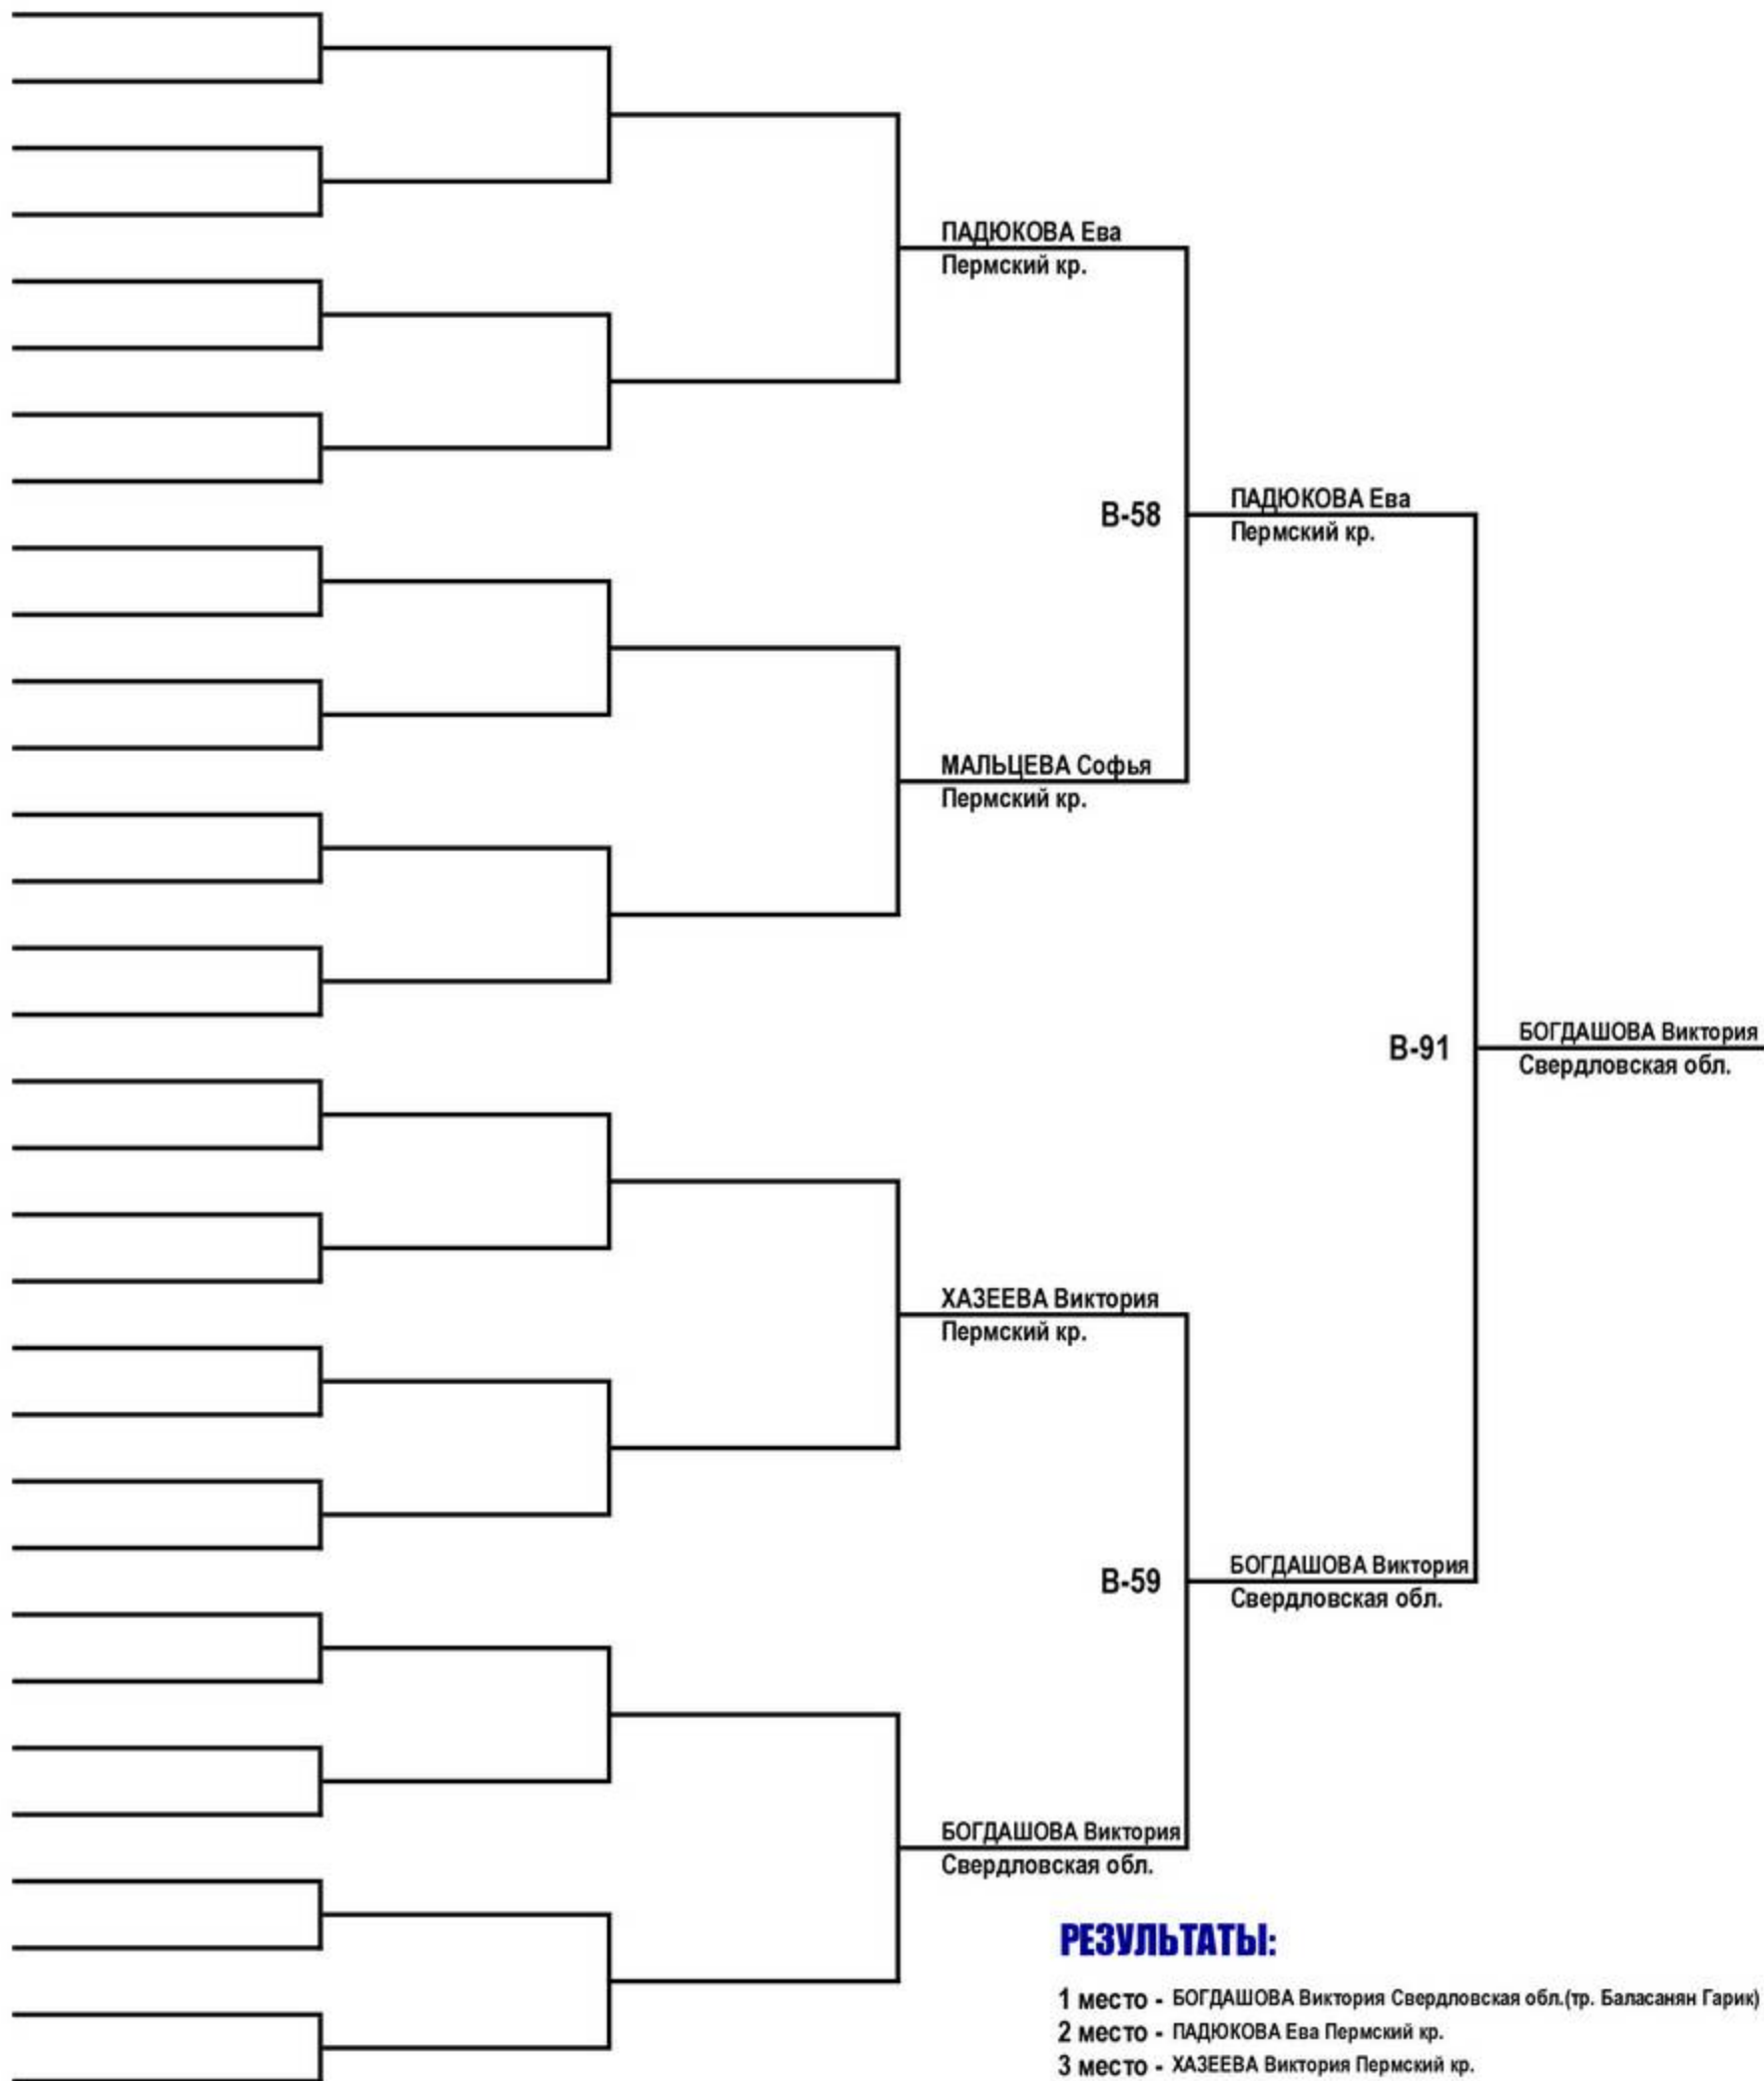 ПАДЮКОВА Ева
Пермский кр.
B-58
ПАДЮКОВА Ева
Пермский кр.
МАЛЬЦЕВА Софья
Пермский кр.
B-91
БОГДАШОВА Виктория
Свердловская обл.
ХАЗЕЕВА Виктория
Пермский кр.
B-59
БОГДАШОВА Виктория
Свердловская обл.
БОГДАШОВА Виктория
Свердловская обл.
РЕЗУЛЬТАТЫ:
1 место - БОГДАШОВА Виктория Свердловская обл.(тр. Баласанян Гарик)
2 место - ПАДЮКОВА Ева Пермский кр.
3 место - ХАЗЕЕВА Виктория Пермский кр.